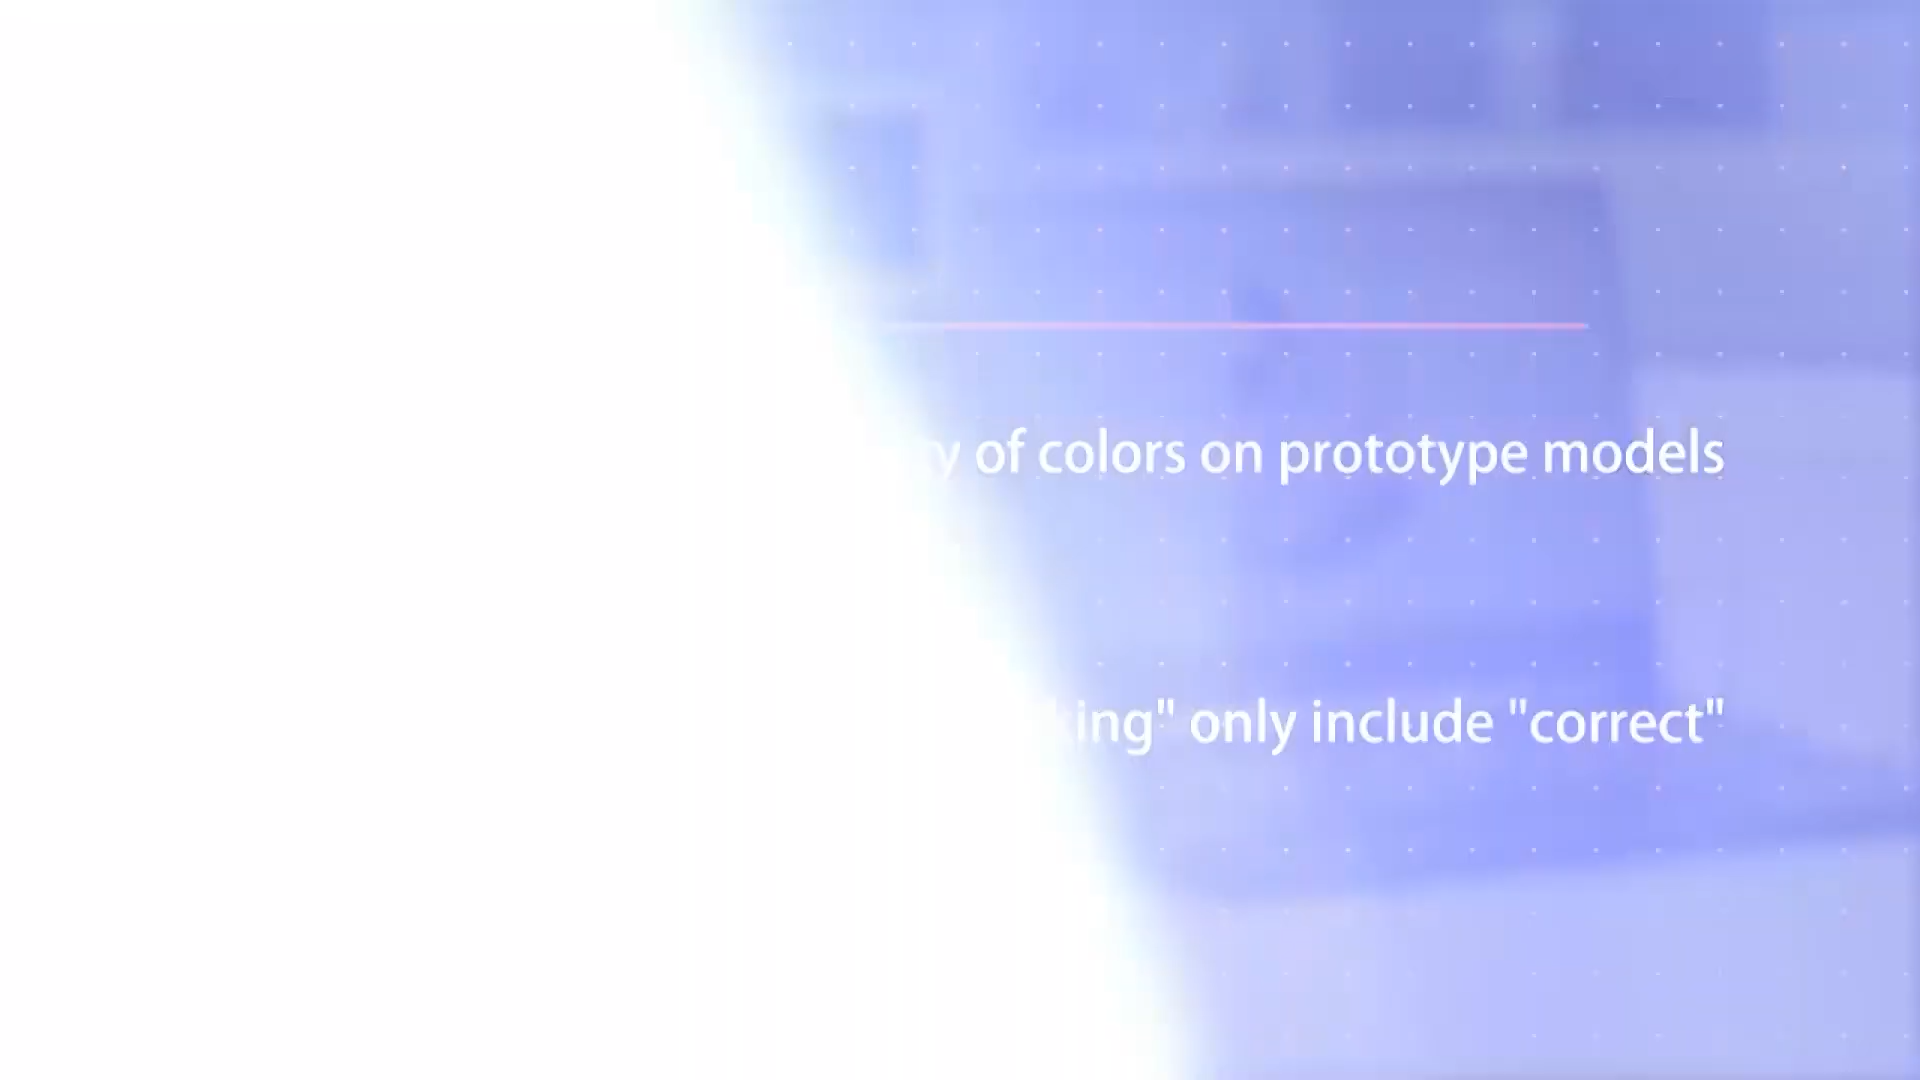 of colors on prototype models
only include "correct"